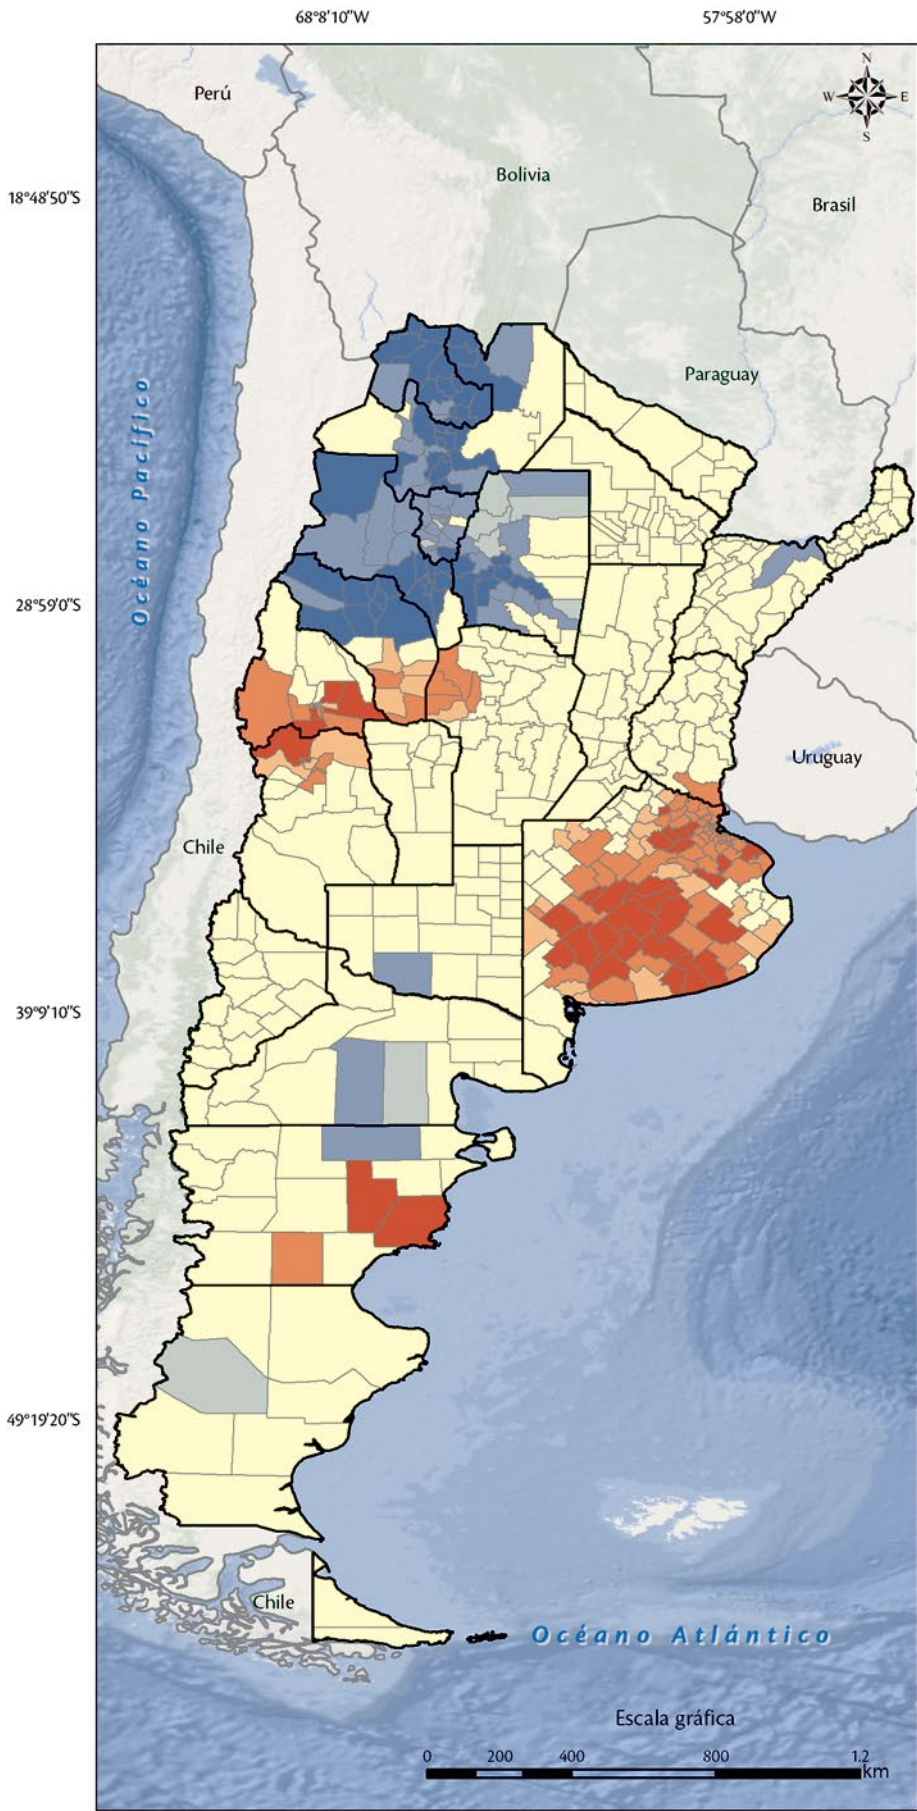 68°8'10"W 57°58'0"W
N
W E
S
Perú
Bolivia
18°48'50"S
Brasil
Paraguay
Océano Pacífico
28°59'0"S
Uruguay
Chile
39°9'10"S
49°19'20"S
Chile
Océano Atlántico
Escala gráfica
0 200 400 800 1.2
km